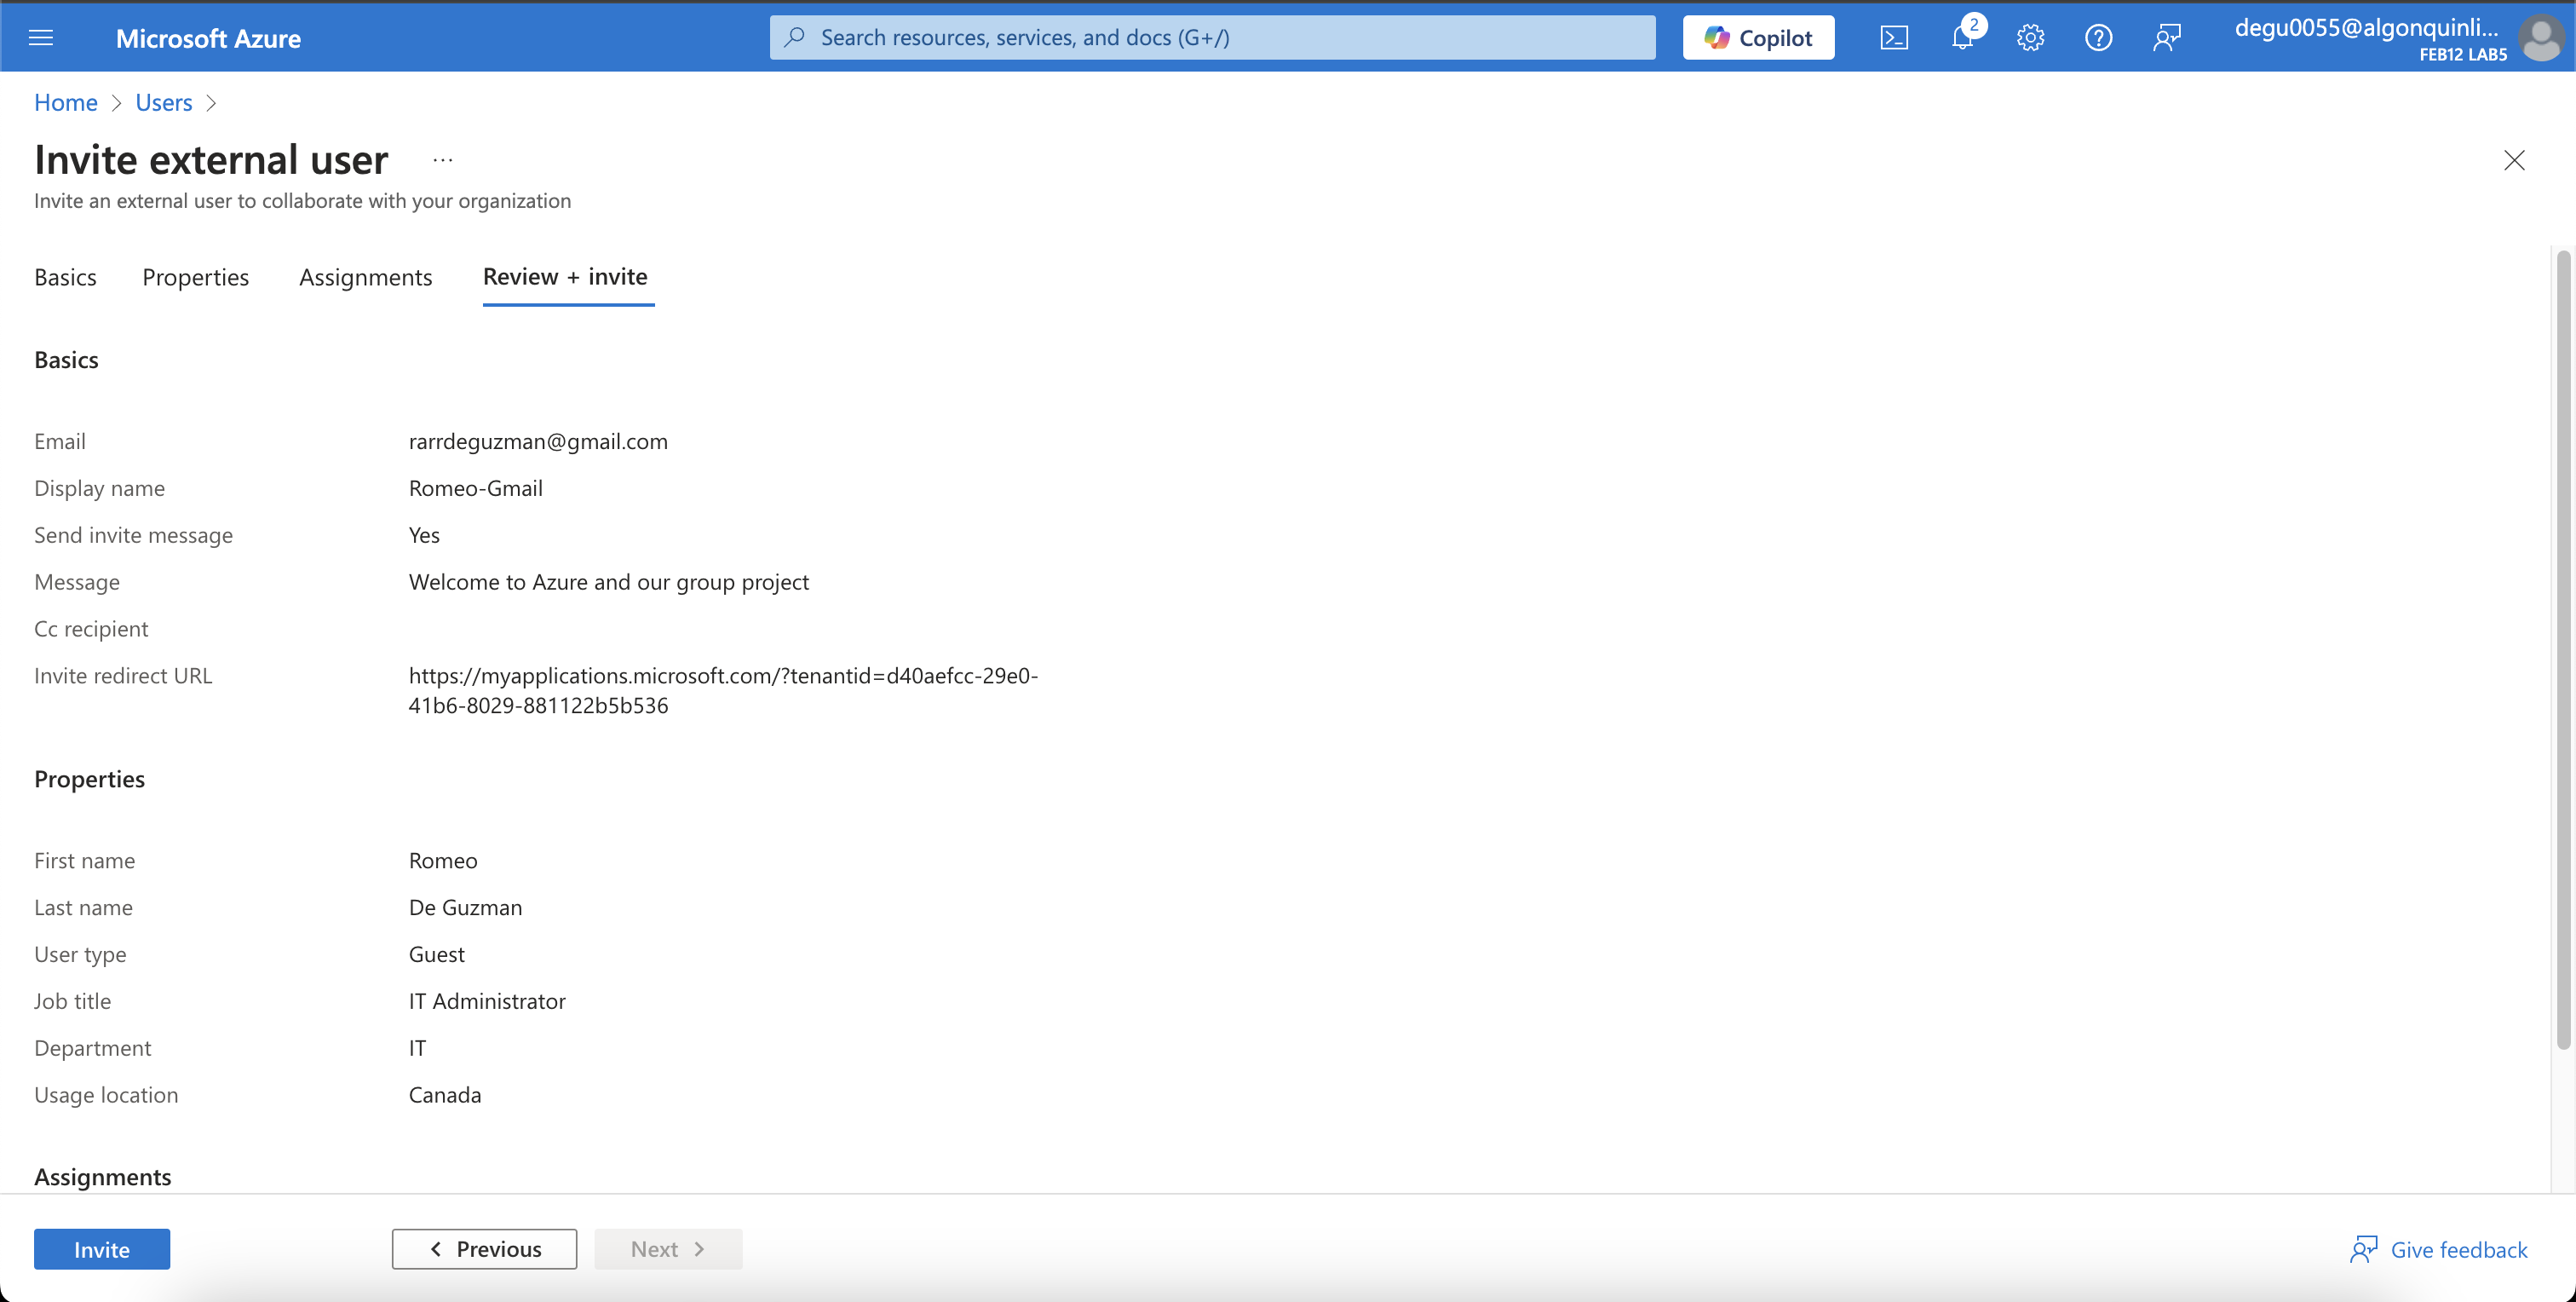 Microsoft Azure
Search resources, services, and docs (G+/)
Copilot
2
degu0055@algonquinli...
FEB12 LAB5
Home > Users >
Invite external user ...
Invite an external user to collaborate with your organization
Basics Properties Assignments Review + invite
Basics
Email rarrdeguzman@gmail.com
Display name Romeo-Gmail
Send invite message Yes
Message Welcome to Azure and our group project
Cc recipient
Invite redirect URL https://myapplications.microsoft.com/?tenantid=d40aefcc-29e0-
41b6-8029-881122b5b536
Properties
First name Romeo
Last name De Guzman
User type Guest
Job title IT Administrator
Department IT
Usage location Canada
Assignments
Invite < Previous Next > Give feedback